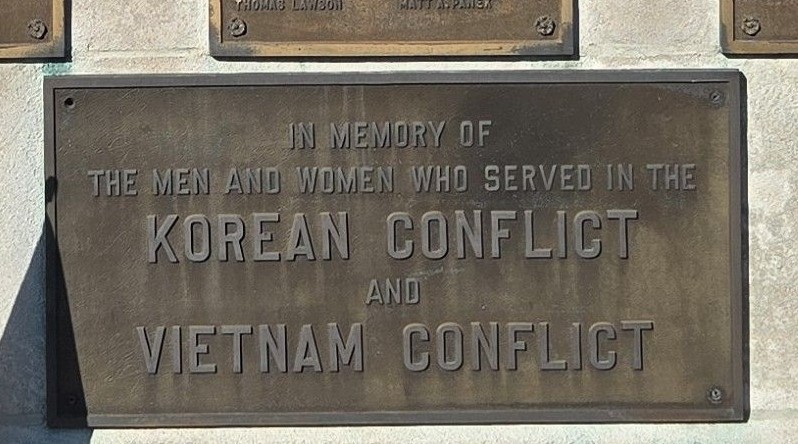 THOMAS LAWSON MATT A. PANEK
IN MEMORY OF
THE MEN AND WOMEN WHO SERVED IN THE
KOREAN CONFLICT
AND
VIETNAM CONFLICT